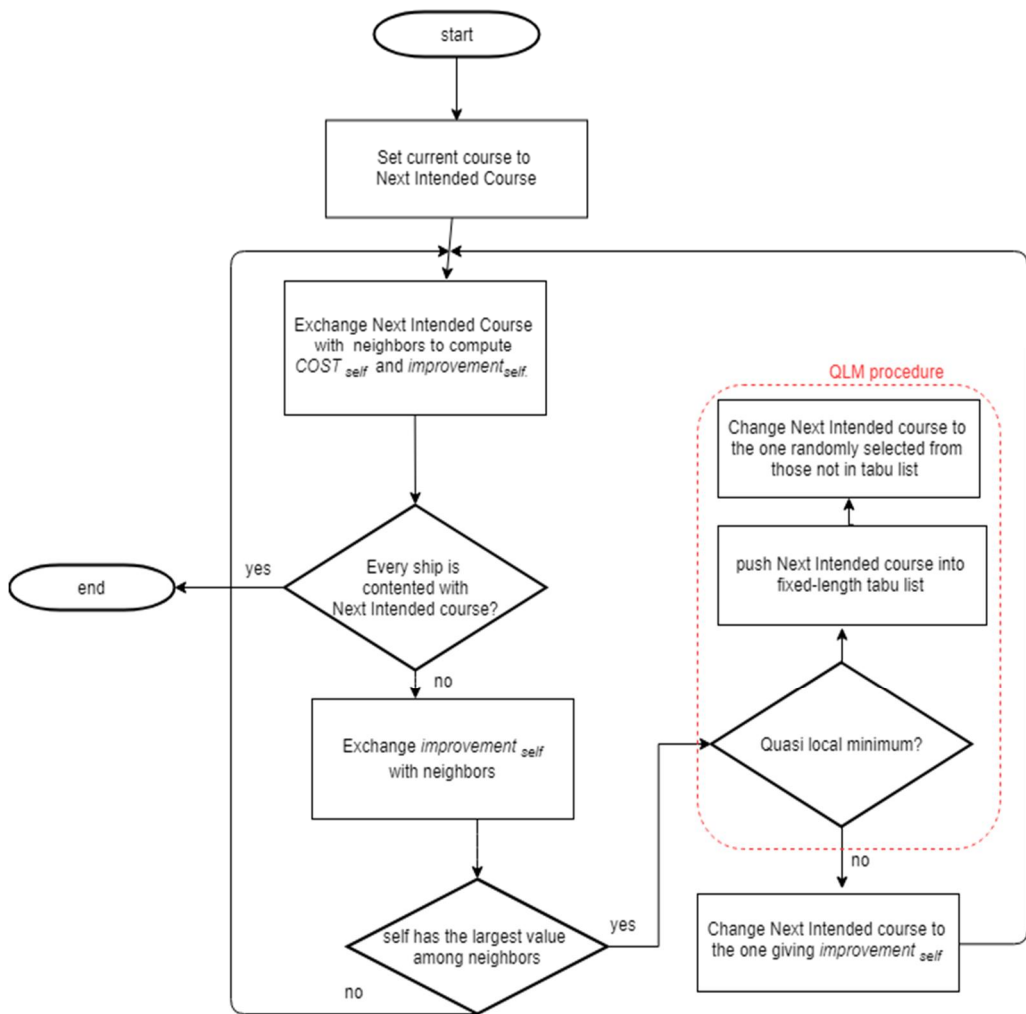 start
Set current course to
Next Intended Course
Exchange Next Intended Course
with neighbors to compute
COST self and improvement self.
QLM procedure
Change Next Intended course to
the one randomly selected from
those not in tabu list
push Next Intended course into
fixed-length tabu list
Every ship is
contented with
Next Intended course?
yes
end
no
Exchange improvement self
with neighbors
Quasi local minimum?
no
self has the largest value
among neighbors
yes
no
Change Next Intended course to
the one giving improvement self